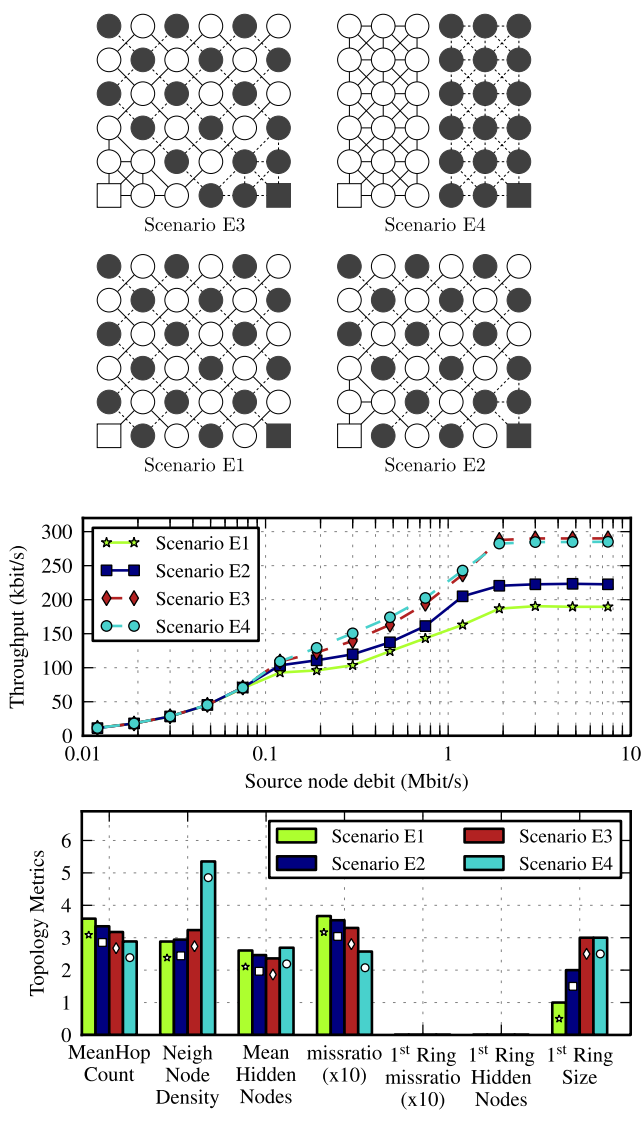 Scenario E3
Scenario E4
Scenario E1
Scenario E2
300
250
200
150
100
50
0
Throughput (kbit/s)
Scenario E1
Scenario E2
Scenario E3
Scenario E4
0.01
0.1
1
10
Source node debit (Mbit/s)
6
5
4
3
2
1
0
Topology Metrics
Scenario E1
Scenario E2
Scenario E3
Scenario E4
MeanHop
Count
Neigh
Node
Density
Mean
Hidden
Nodes
missratio
(x10)
1st Ring
missratio
(x10)
1st Ring
Hidden
Nodes
1st Ring
Size